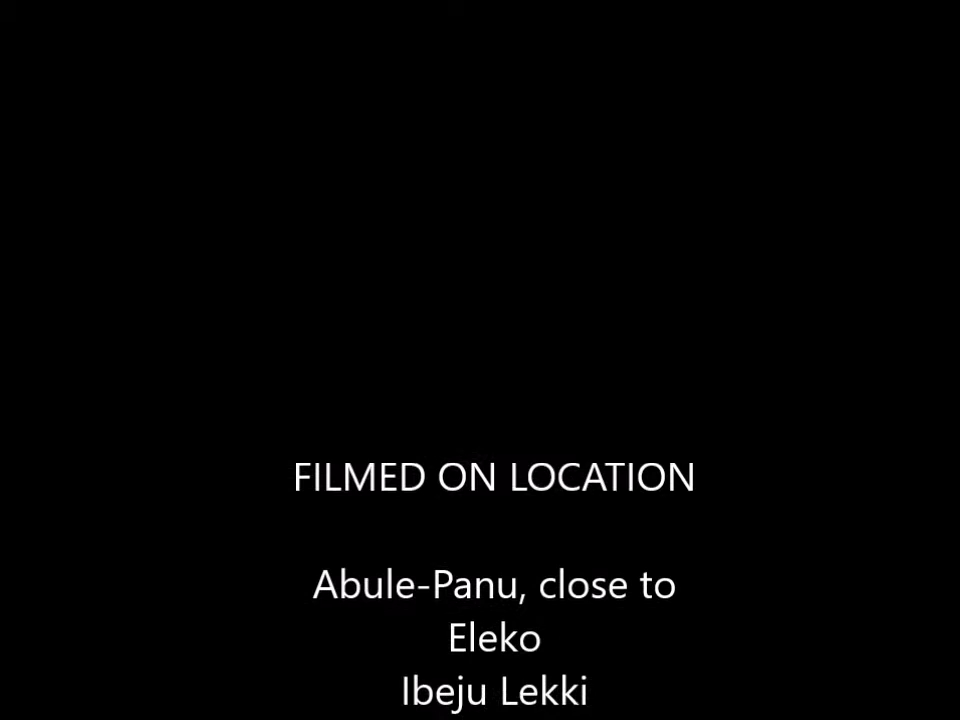 FILMED ON LOCATION
Abule-Panu, close to
Eleko
Ibeju Lekki